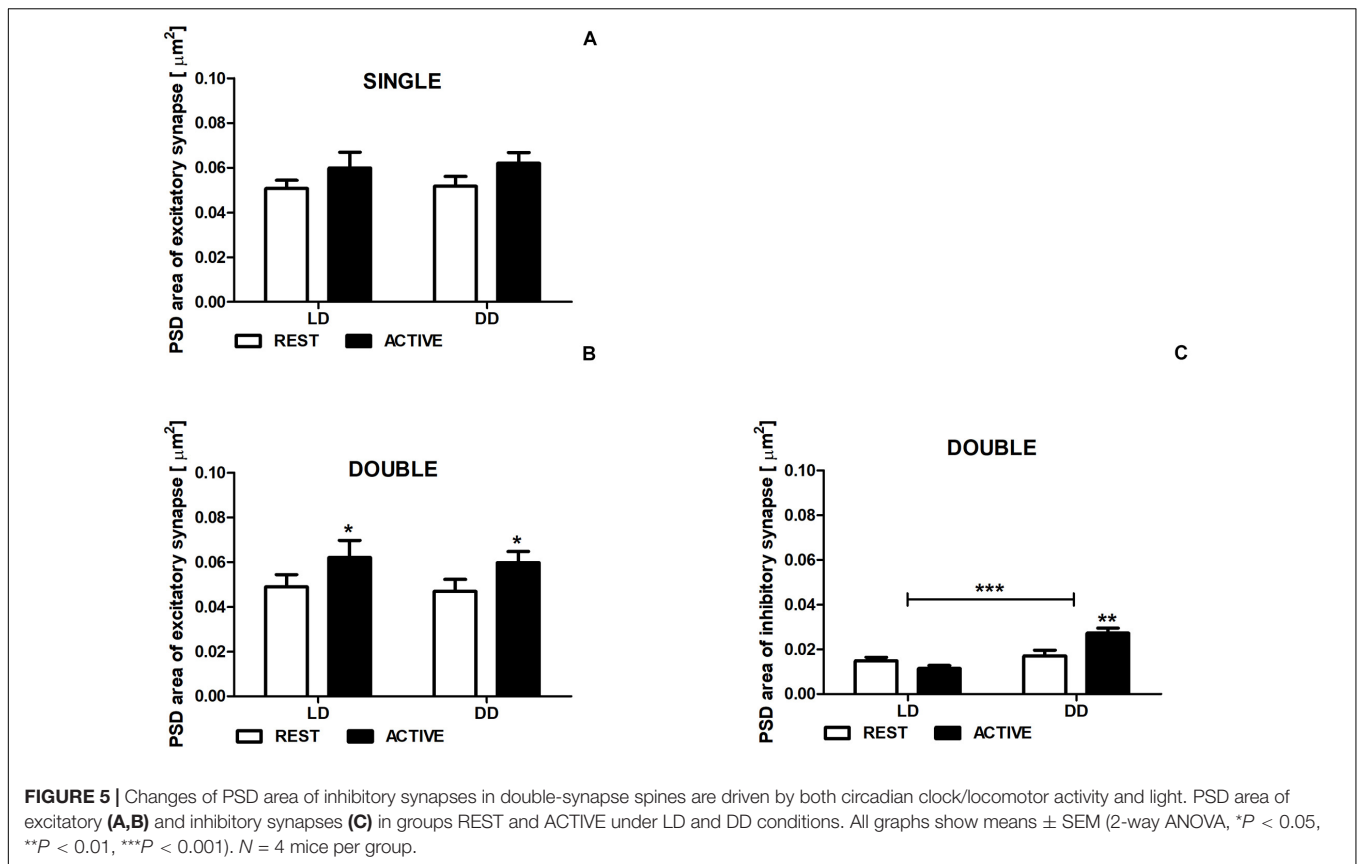 A
SINGLE
PSD area of excitatory synapse [ μm²]
0.10
0.08
0.06
0.04
0.02
0.00
LD DD
REST ACTIVE
B
DOUBLE
PSD area of excitatory synapse [ μm²]
0.10
0.08
0.06
0.04
0.02
0.00
* *
LD DD
REST ACTIVE
C
DOUBLE
PSD area of inhibitory synapse [ μm²]
0.10
0.08
0.06
0.04
0.02
0.00
***
**
LD DD
REST ACTIVE
FIGURE 5 | Changes of PSD area of inhibitory synapses in double-synapse spines are driven by both circadian clock/locomotor activity and light. PSD area of
excitatory (A,B) and inhibitory synapses (C) in groups REST and ACTIVE under LD and DD conditions. All graphs show means ± SEM (2-way ANOVA, *P < 0.05,
**P < 0.01, ***P < 0.001). N = 4 mice per group.